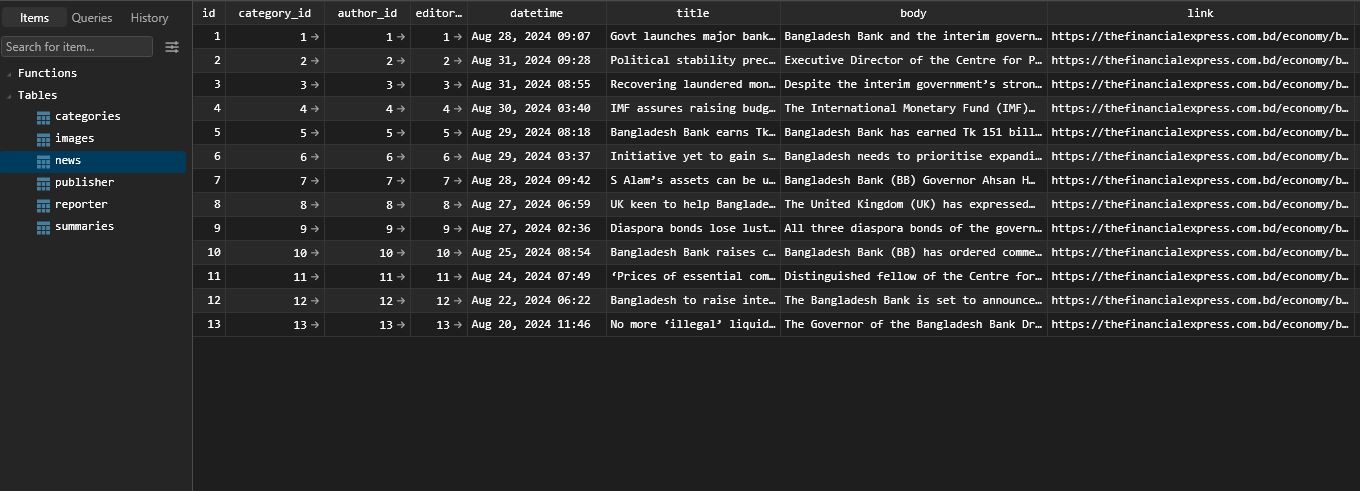 Items Queries History
Search for item...
Functions
Tables
categories
images
news
publisher
reporter
summaries
id category_id author_id editor… datetime title body link
1 1 → 1 → 1 → Aug 28, 2024 09:07 Govt launches major bank… Bangladesh Bank and the interim govern… https://thefinancialexpress.com.bd/economy/b…
2 2 → 2 → 2 → Aug 31, 2024 09:28 Political stability prec… Executive Director of the Centre for P… https://thefinancialexpress.com.bd/economy/b…
3 3 → 3 → 3 → Aug 31, 2024 08:55 Recovering laundered mon… Despite the interim government’s stron… https://thefinancialexpress.com.bd/economy/b…
4 4 → 4 → 4 → Aug 30, 2024 03:40 IMF assures raising budg… The International Monetary Fund (IMF)… https://thefinancialexpress.com.bd/economy/b…
5 5 → 5 → 5 → Aug 29, 2024 08:18 Bangladesh Bank earns Tk… Bangladesh Bank has earned Tk 151 bill… https://thefinancialexpress.com.bd/economy/b…
6 6 → 6 → 6 → Aug 29, 2024 03:37 Initiative yet to gain s… Bangladesh needs to prioritise expandi… https://thefinancialexpress.com.bd/economy/b…
7 7 → 7 → 7 → Aug 28, 2024 09:42 S Alam’s assets can be u… Bangladesh Bank (BB) Governor Ahsan H… https://thefinancialexpress.com.bd/economy/b…
8 8 → 8 → 8 → Aug 27, 2024 06:59 UK keen to help Banglade… The United Kingdom (UK) has expressed… https://thefinancialexpress.com.bd/economy/b…
9 9 → 9 → 9 → Aug 27, 2024 02:36 Diaspora bonds lose lust… All three diaspora bonds of the govern… https://thefinancialexpress.com.bd/economy/b…
10 10 → 10 → 10 → Aug 25, 2024 08:54 Bangladesh Bank raises c… Bangladesh Bank (BB) has ordered comme… https://thefinancialexpress.com.bd/economy/b…
11 11 → 11 → 11 → Aug 24, 2024 07:49 ‘Prices of essential com… Distinguished fellow of the Centre for… https://thefinancialexpress.com.bd/economy/b…
12 12 → 12 → 12 → Aug 22, 2024 06:22 Bangladesh to raise inte… The Bangladesh Bank is set to announce… https://thefinancialexpress.com.bd/economy/b…
13 13 → 13 → 13 → Aug 20, 2024 11:46 No more ‘illegal’ liquid… The Governor of the Bangladesh Bank Dr… https://thefinancialexpress.com.bd/economy/b…